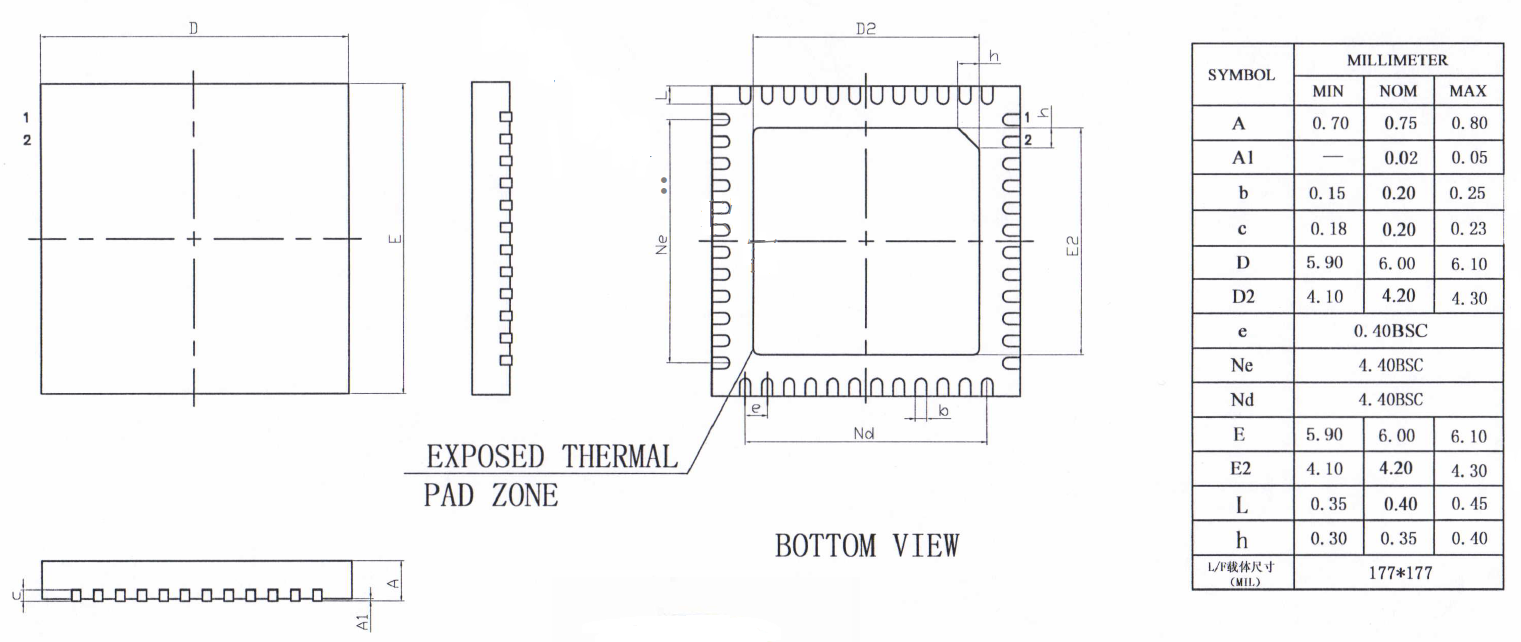 D
1
2
E
D2
h
L
1
h
2
Ne
E2
e
b
Nd
EXPOSED THERMAL
PAD ZONE
BOTTOM VIEW
c
A
A1
SYMBOL MILLIMETER
MIN NOM MAX
A 0.70 0.75 0.80
A1 — 0.02 0.05
b 0.15 0.20 0.25
c 0.18 0.20 0.23
D 5.90 6.00 6.10
D2 4.10 4.20 4.30
e 0.40BSC
Ne 4.40BSC
Nd 4.40BSC
E 5.90 6.00 6.10
E2 4.10 4.20 4.30
L 0.35 0.40 0.45
h 0.30 0.35 0.40
L/F载体尺寸
(MIL) 177*177